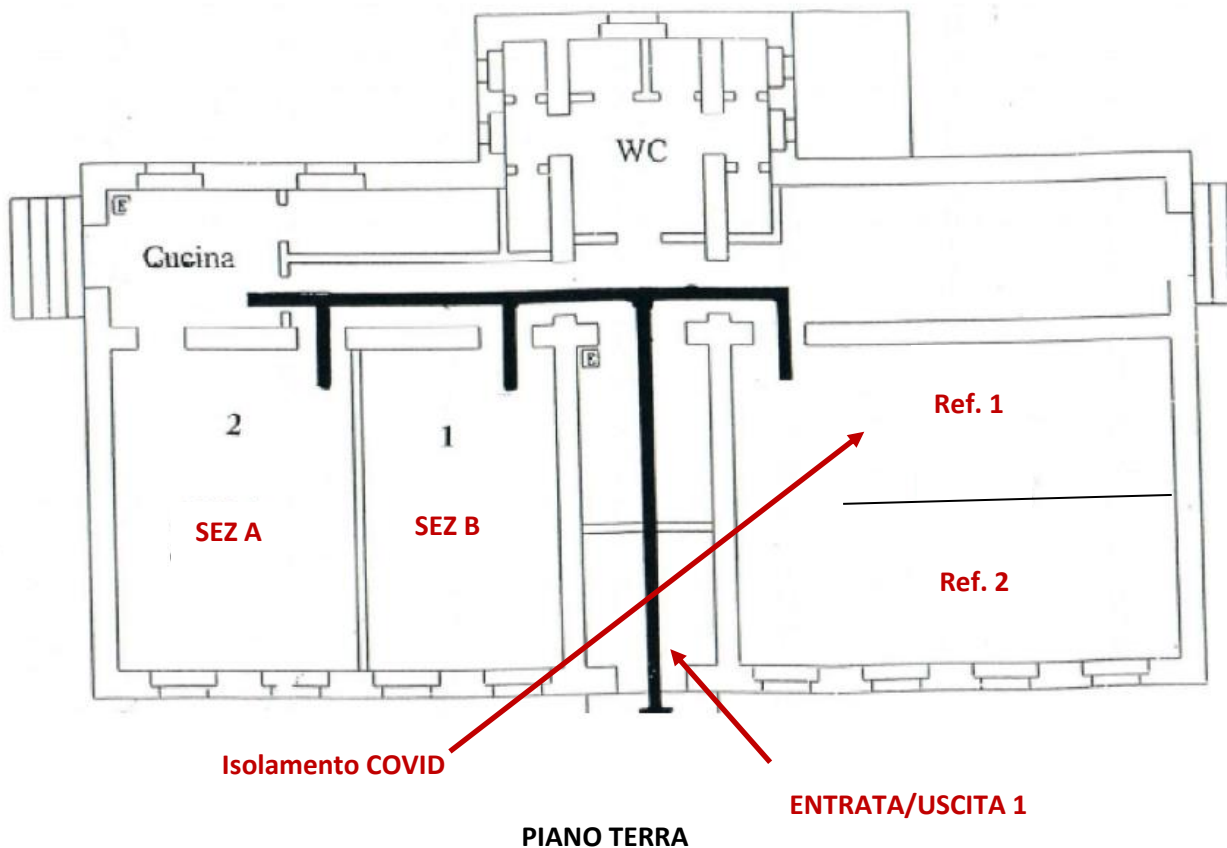 WC
E
Cucina
E
Ref. 1
2
1
SEZ A
SEZ B
Ref. 2
Isolamento COVID
ENTRATA/USCITA 1
PIANO TERRA